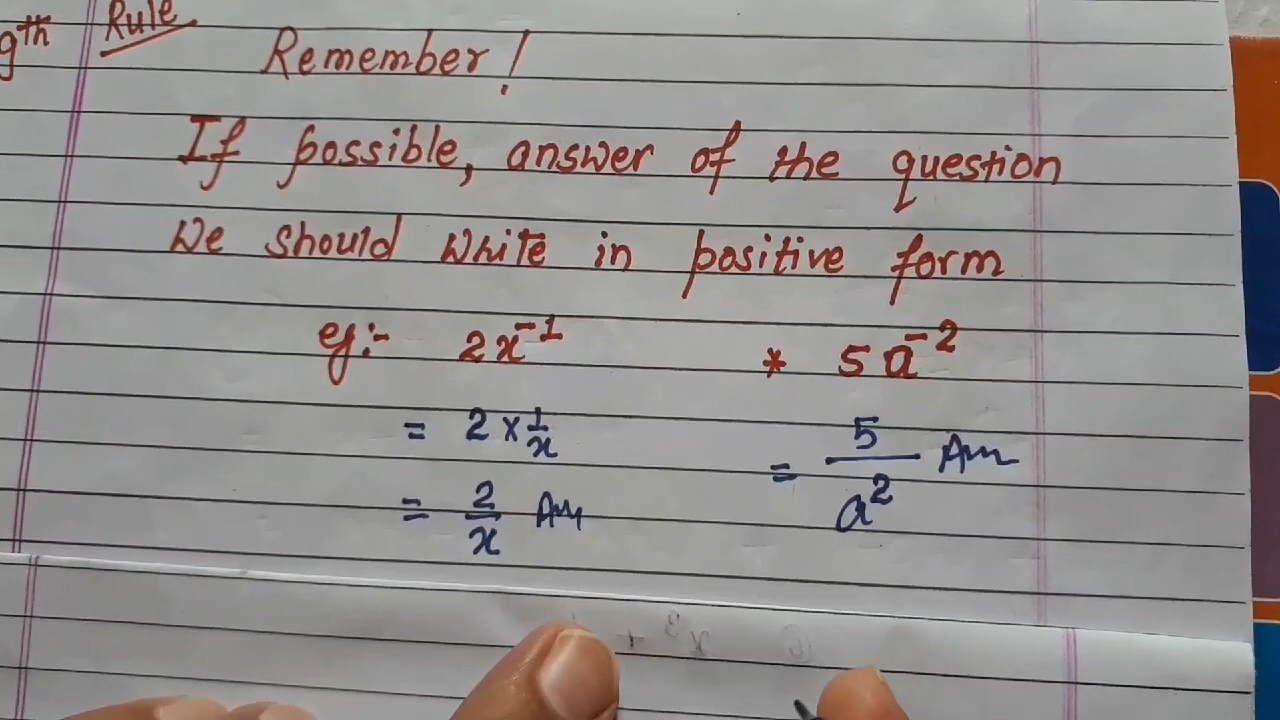 9th Rule
Remember!
If possible, answer of the question
We should write in positive form
eg:- 2x⁻¹ * 5a⁻²
= 2 × 1/x = 5/a² Ans
= 2/x Ans